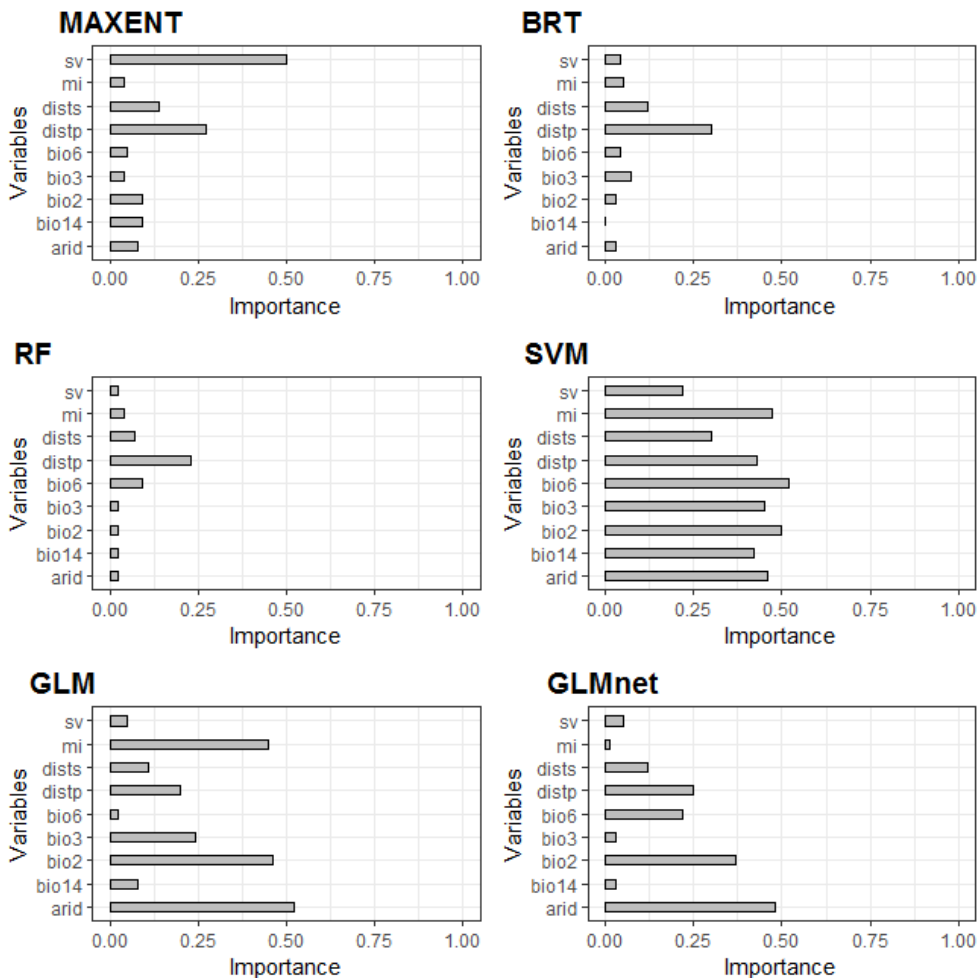 MAXENT
BRT
Variables
sv
mi
dists
distp
bio6
bio3
bio2
bio14
arid
0.00 0.25 0.50 0.75 1.00
Importance
Variables
sv
mi
dists
distp
bio6
bio3
bio2
bio14
arid
0.00 0.25 0.50 0.75 1.00
Importance
RF
SVM
Variables
sv
mi
dists
distp
bio6
bio3
bio2
bio14
arid
0.00 0.25 0.50 0.75 1.00
Importance
Variables
sv
mi
dists
distp
bio6
bio3
bio2
bio14
arid
0.00 0.25 0.50 0.75 1.00
Importance
GLM
GLMnet
Variables
sv
mi
dists
distp
bio6
bio3
bio2
bio14
arid
0.00 0.25 0.50 0.75 1.00
Importance
Variables
sv
mi
dists
distp
bio6
bio3
bio2
bio14
arid
0.00 0.25 0.50 0.75 1.00
Importance